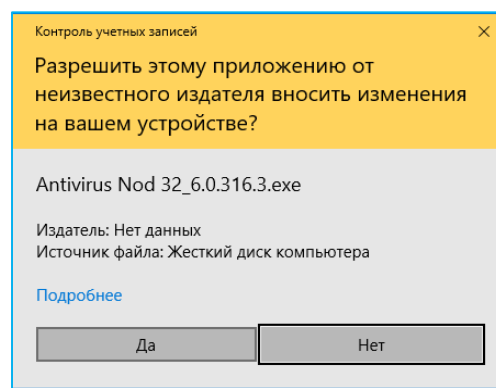 Контроль учетных записей
Разрешить этому приложению от
неизвестного издателя вносить изменения
на вашем устройстве?
Antivirus Nod 32_6.0.316.3.exe
Издатель: Нет данных
Источник файла: Жесткий диск компьютера
Подробнее
Да
Нет